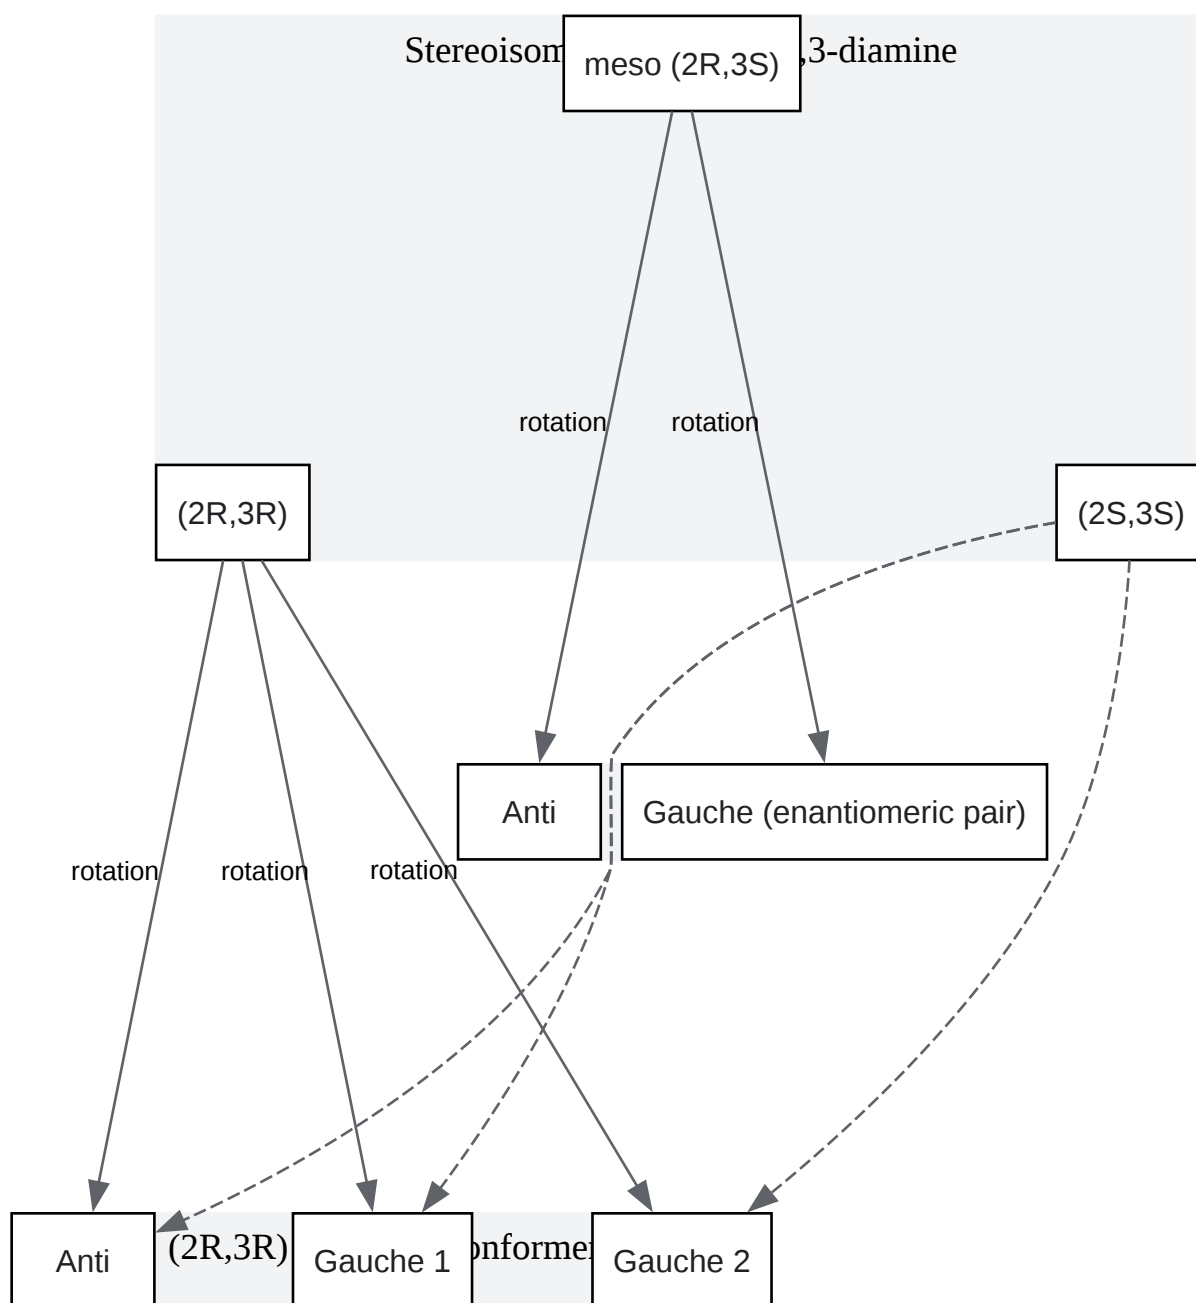 Stereoisom
meso (2R,3S)
,3-diamine
rotation
rotation
(2R,3R)
(2S,3S)
Anti
Gauche (enantiomeric pair)
rotation
rotation
rotation
Anti
(2R,3R)
Gauche 1
onforme
Gauche 2